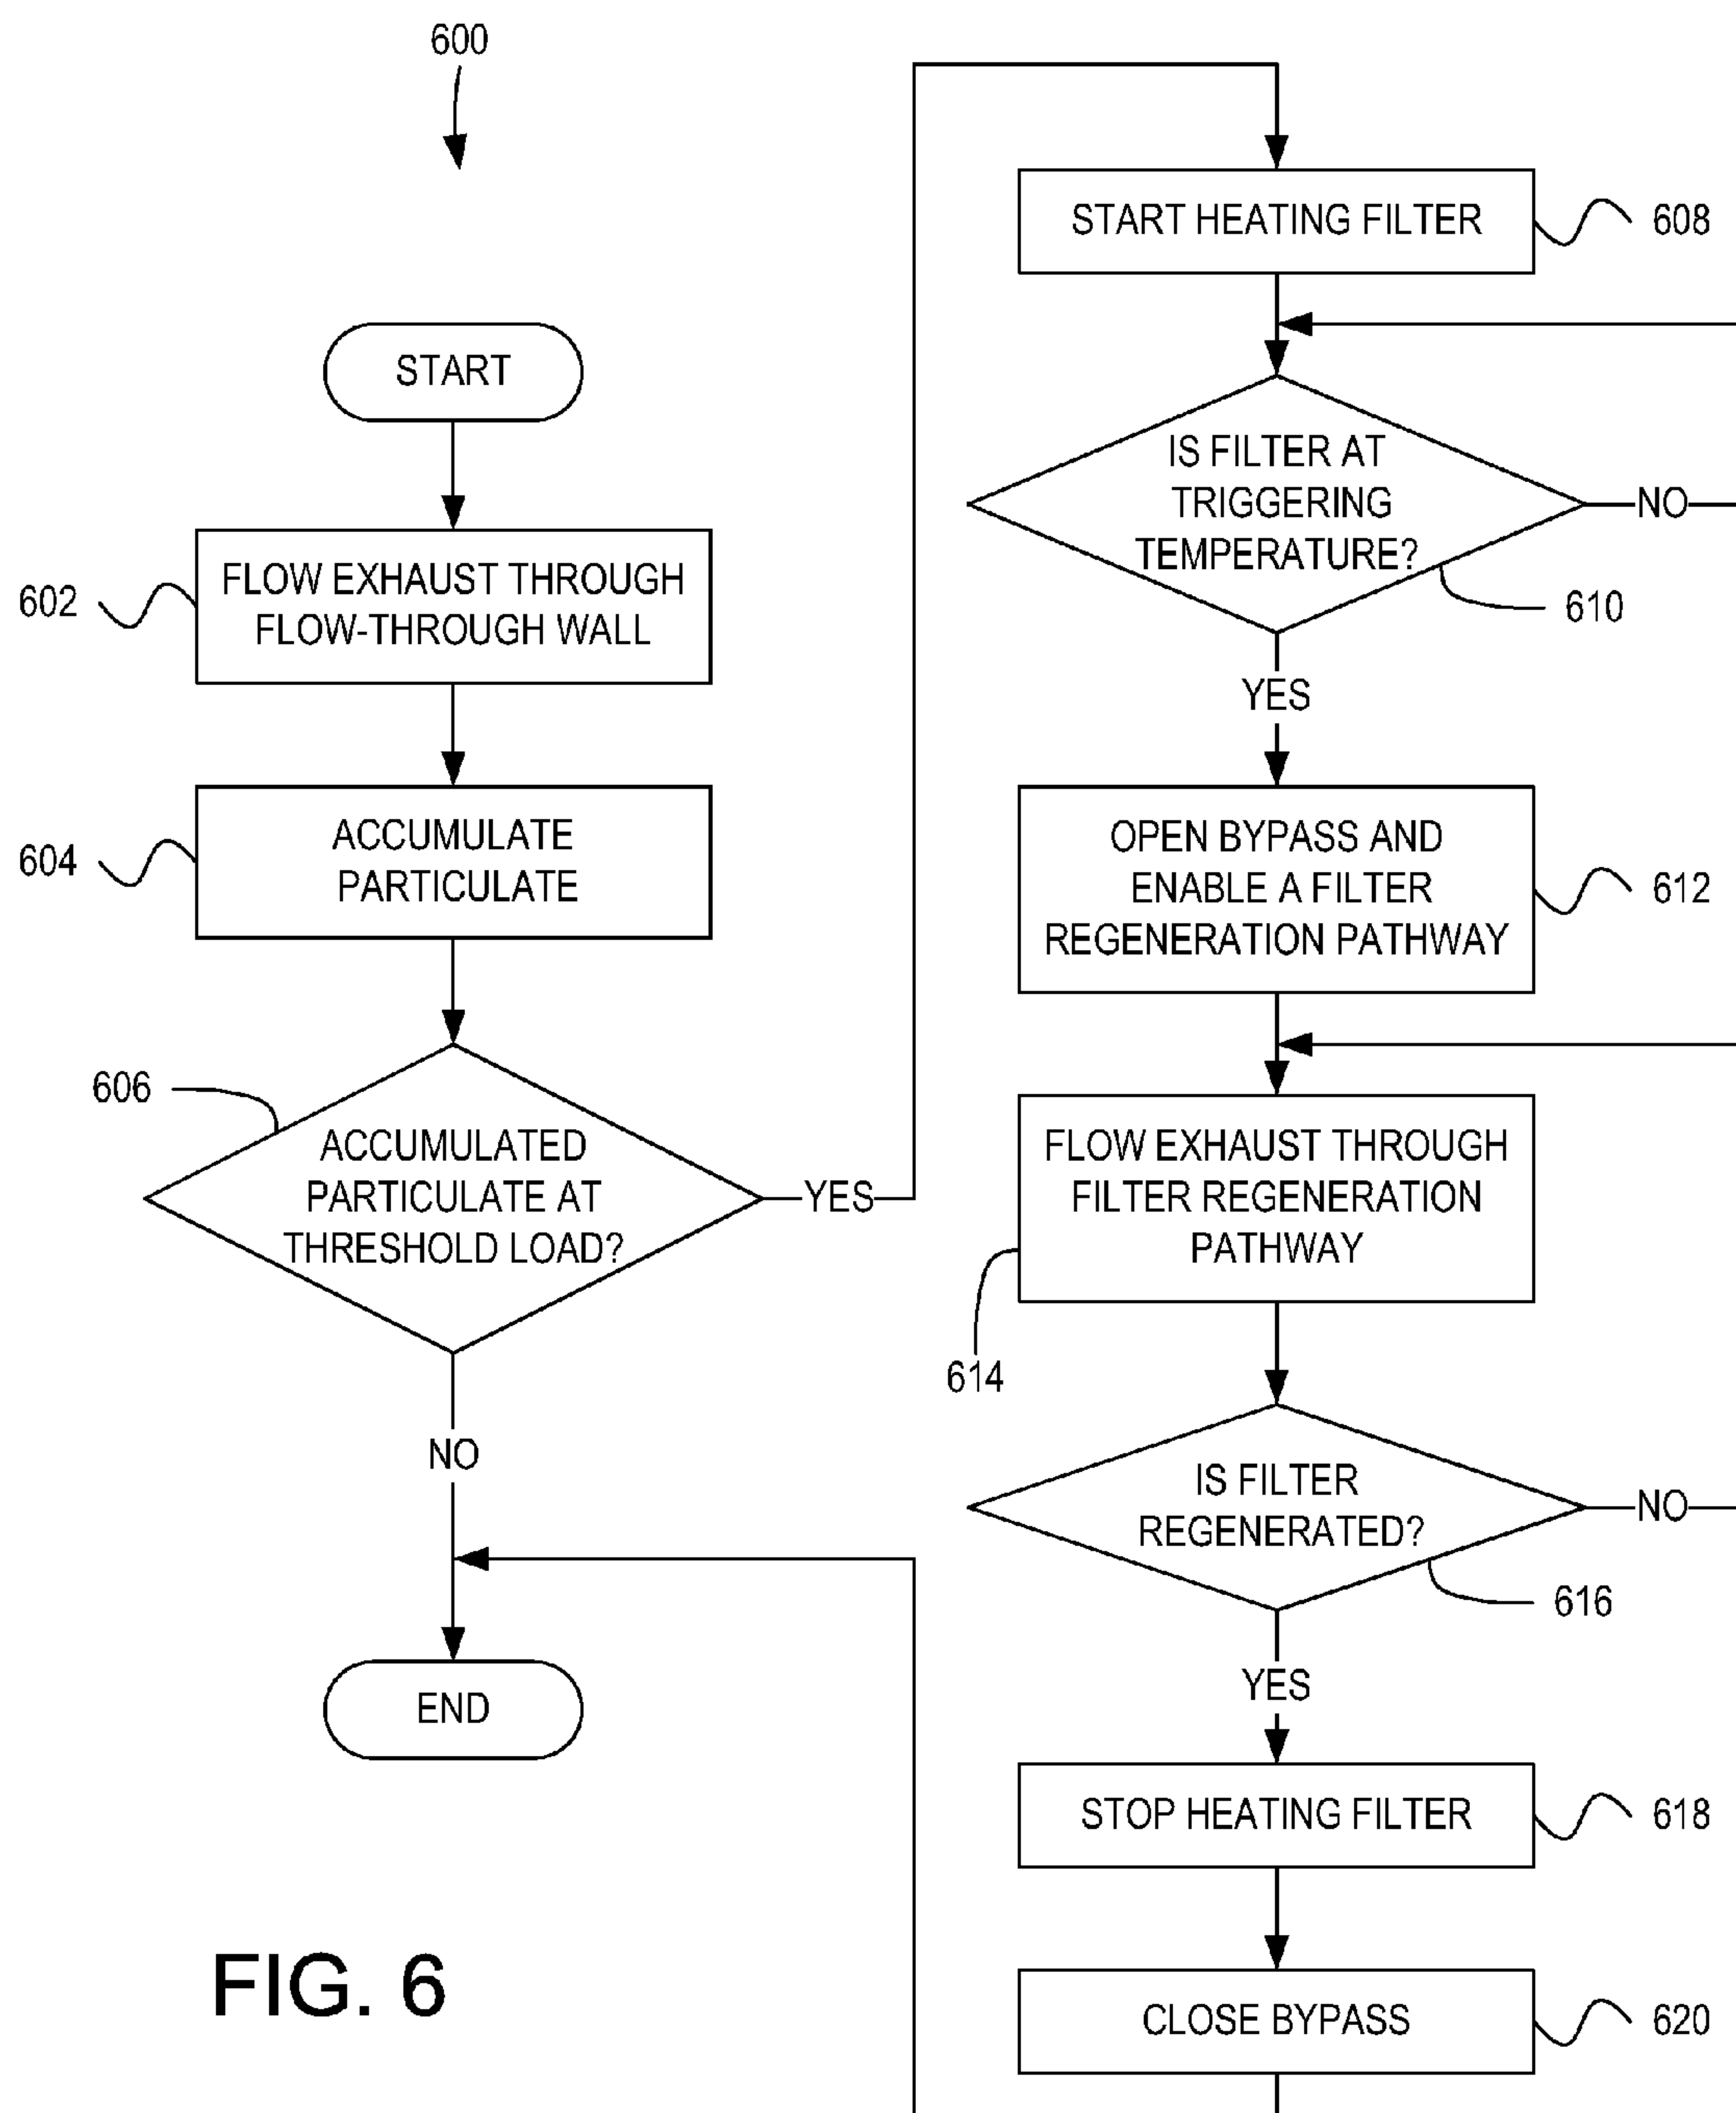 600
START
602
FLOW EXHAUST THROUGH
FLOW-THROUGH WALL
604
ACCUMULATE
PARTICULATE
606
ACCUMULATED
PARTICULATE AT
THRESHOLD LOAD?
YES
NO
END
START HEATING FILTER
608
IS FILTER AT
TRIGGERING
TEMPERATURE?
NO
610
YES
OPEN BYPASS AND
ENABLE A FILTER
REGENERATION PATHWAY
612
FLOW EXHAUST THROUGH
FILTER REGENERATION
PATHWAY
614
IS FILTER
REGENERATED?
NO
616
YES
STOP HEATING FILTER
618
CLOSE BYPASS
620
FIG. 6